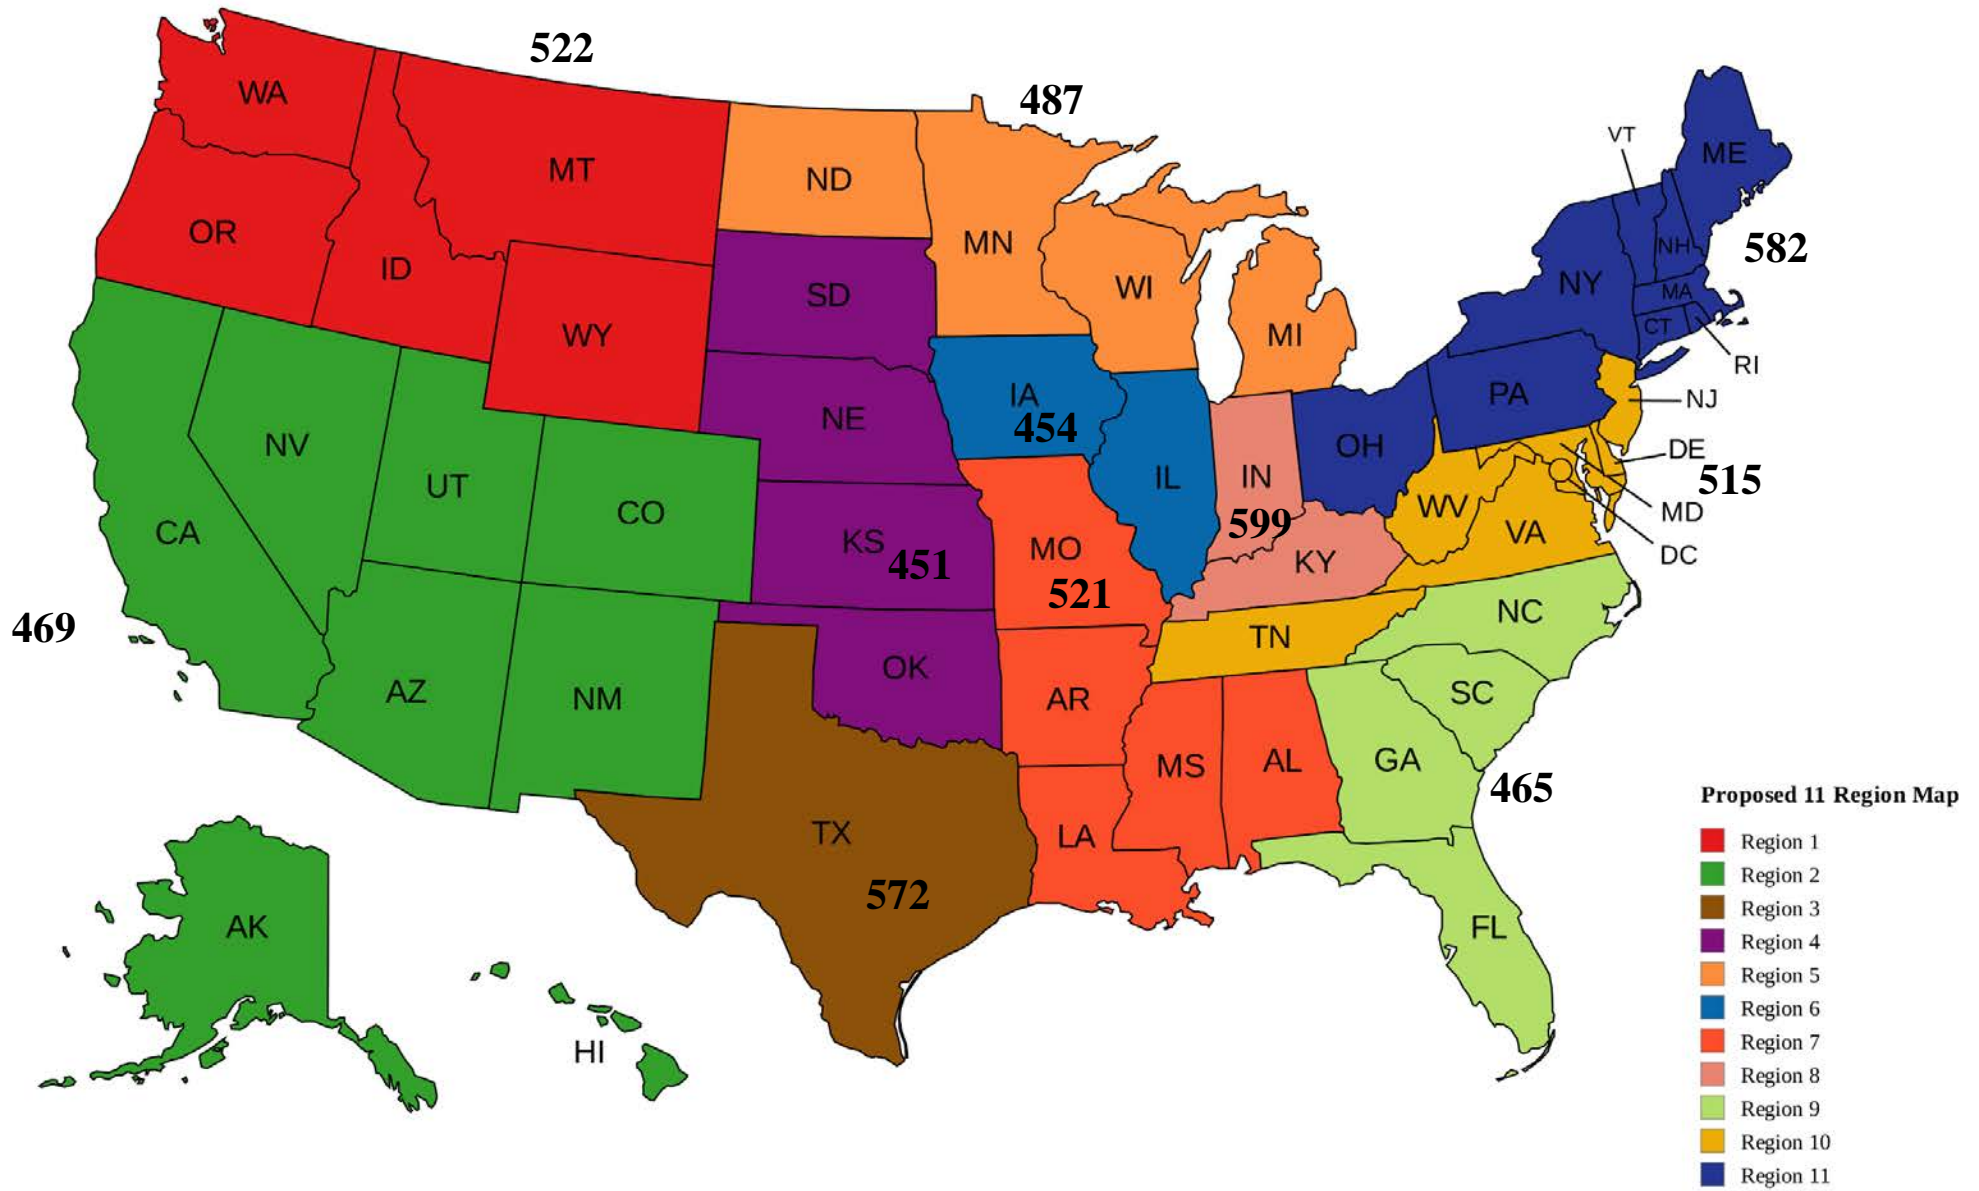 522
487
WA
VT
ME
MT
ND
OR
MN
582
NH
ID
NY
WI
MA
SD
CT
MI
WY
RI
IA
PA
NJ
NE
454
NV
OH
DE
IL
IN
515
UT
WV
CO
MD
599
CA
VA
KS
MO
DC
451
KY
521
NC
469
TN
OK
AZ
SC
NM
AR
GA
MS
AL
465
Proposed 11 Region Map
TX
LA
Region 1
Region 2
572
Region 3
AK
FL
Region 4
Region 5
Region 6
HI
Region 7
Region 8
Region 9
Region 10
Region 11